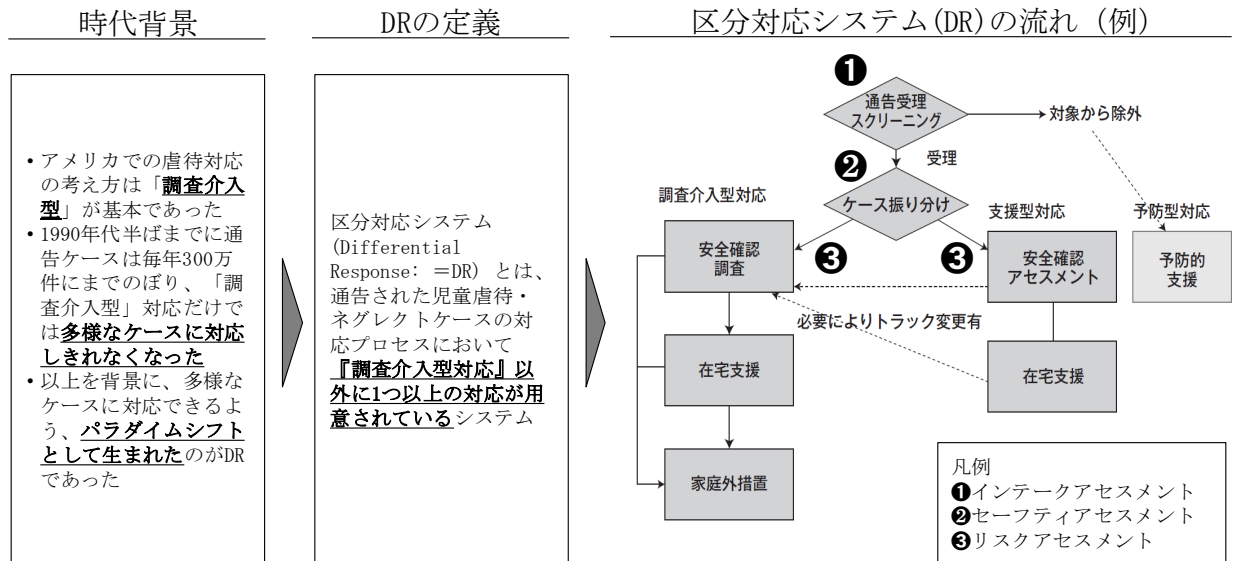 時代背景
DRの定義
区分対応システム(DR)の流れ (例)
• アメリカでの虐待対応
の考え方は「調査介入
型」が基本であった
• 1990年代半ばまでに通
告ケースは毎年300万
件にまでのぼり、「調
査介入型」対応だけで
は多様なケースに対応
しきれなくなった
• 以上を背景に、多様な
ケースに対応できるよ
う、パラダイムシフト
として生まれたのがDR
であった
区分対応システム
(Differential
Response: =DR) とは、
通告された児童虐待・
ネグレクトケースの対
応プロセスにおいて
『調査介入型対応』以
外に1つ以上の対応が用
意されているシステム
❶
通告受理
スクリーニング
対象から除外
受理
❷
ケース振り分け
調査介入型対応
支援型対応
予防型対応
❸
❸
安全確認
調査
安全確認
アセスメント
予防的
支援
必要によりトラック変更有
在宅支援
在宅支援
家庭外措置
凡例
❶インテークアセスメント
❷セーフティアセスメント
❸リスクアセスメント